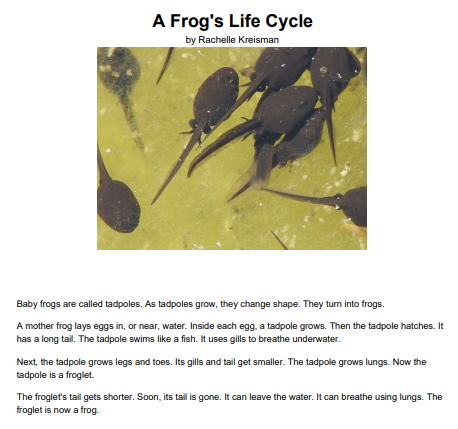 A Frog's Life Cycle
by Rachelle Kreisman
Baby frogs are called tadpoles. As tadpoles grow, they change shape. They turn into frogs.
A mother frog lays eggs in, or near, water. Inside each egg, a tadpole grows. Then the tadpole hatches. It
has a long tail. The tadpole swims like a fish. It uses gills to breathe underwater.
Next, the tadpole grows legs and toes. Its gills and tail get smaller. The tadpole grows lungs. Now the
tadpole is a froglet.
The froglet's tail gets shorter. Soon, its tail is gone. It can leave the water. It can breathe using lungs. The
froglet is now a frog.